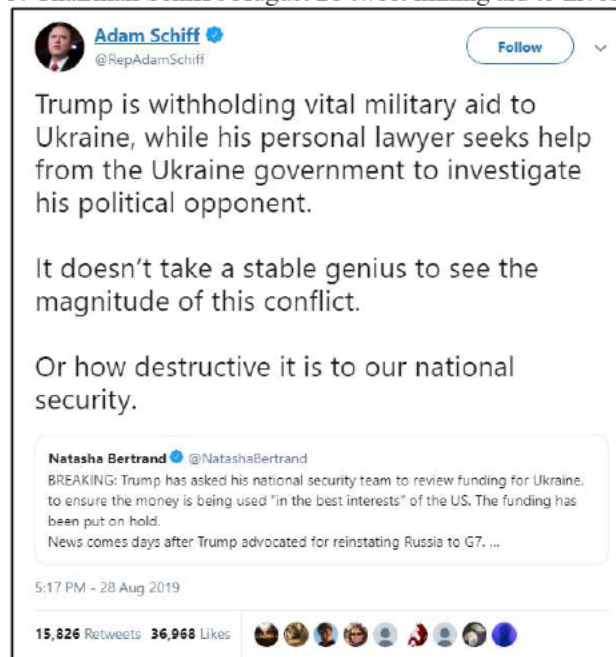 Adam Schiff
@RepAdamSchiff
Follow
Trump is withholding vital military aid to
Ukraine, while his personal lawyer seeks help
from the Ukraine government to investigate
his political opponent.
It doesn't take a stable genius to see the
magnitude of this conflict.
Or how destructive it is to our national
security.
Natasha Bertrand @NatashaBertrand
BREAKING: Trump has asked his national security team to review funding for Ukraine,
to ensure the money is being used "in the best interests" of the US. The funding has
been put on hold.
News comes days after Trump advocated for reinstating Russia to G7. ...
5:17 PM - 28 Aug 2019
15,826 Retweets 36,968 Likes